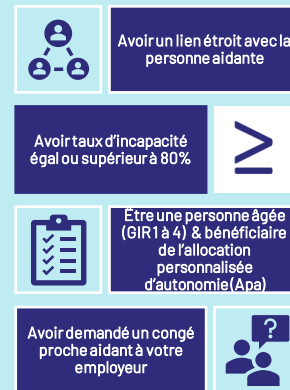 Avoir un lien étroit avec la
personne aidante
Avoir taux d'incapacité
égal ou supérieur à 80%
≥
Être une personne âgée
(GIR 1 à 4) & bénéficiaire
de l'allocation
personnalisée
d'autonomie (Apa)
Avoir demandé un congé
proche aidant à votre
employeur
?